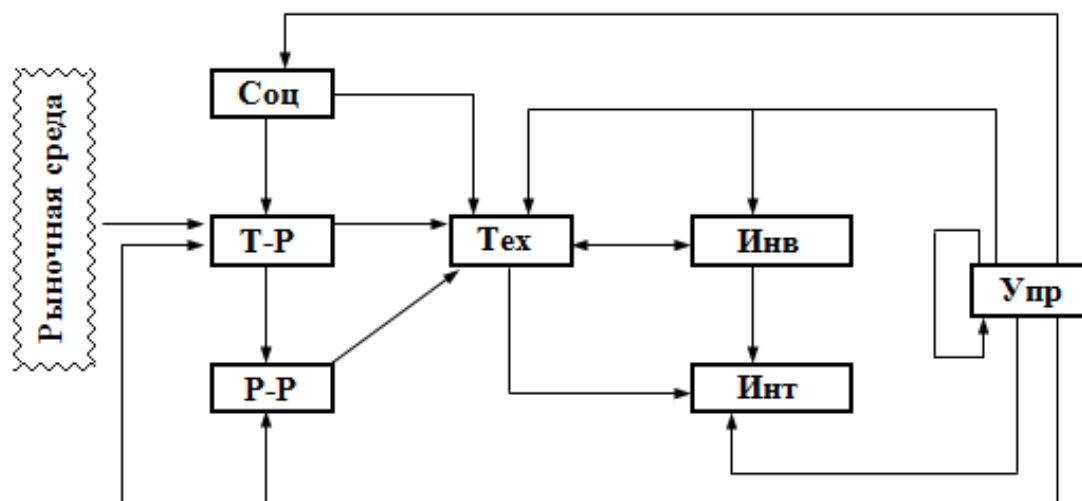 Рыночная среда
Соц
Т-Р
Тех
Инв
Упр
Р-Р
Инт